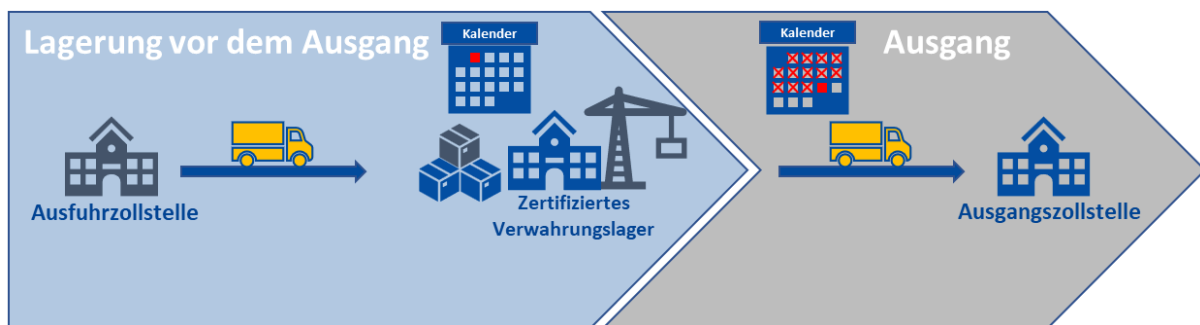 Lagerung vor dem Ausgang
Kalender
Ausfuhrzollstelle
Zertifiziertes
Verwahrungslager
Kalender
Ausgang
Ausgangszollstelle